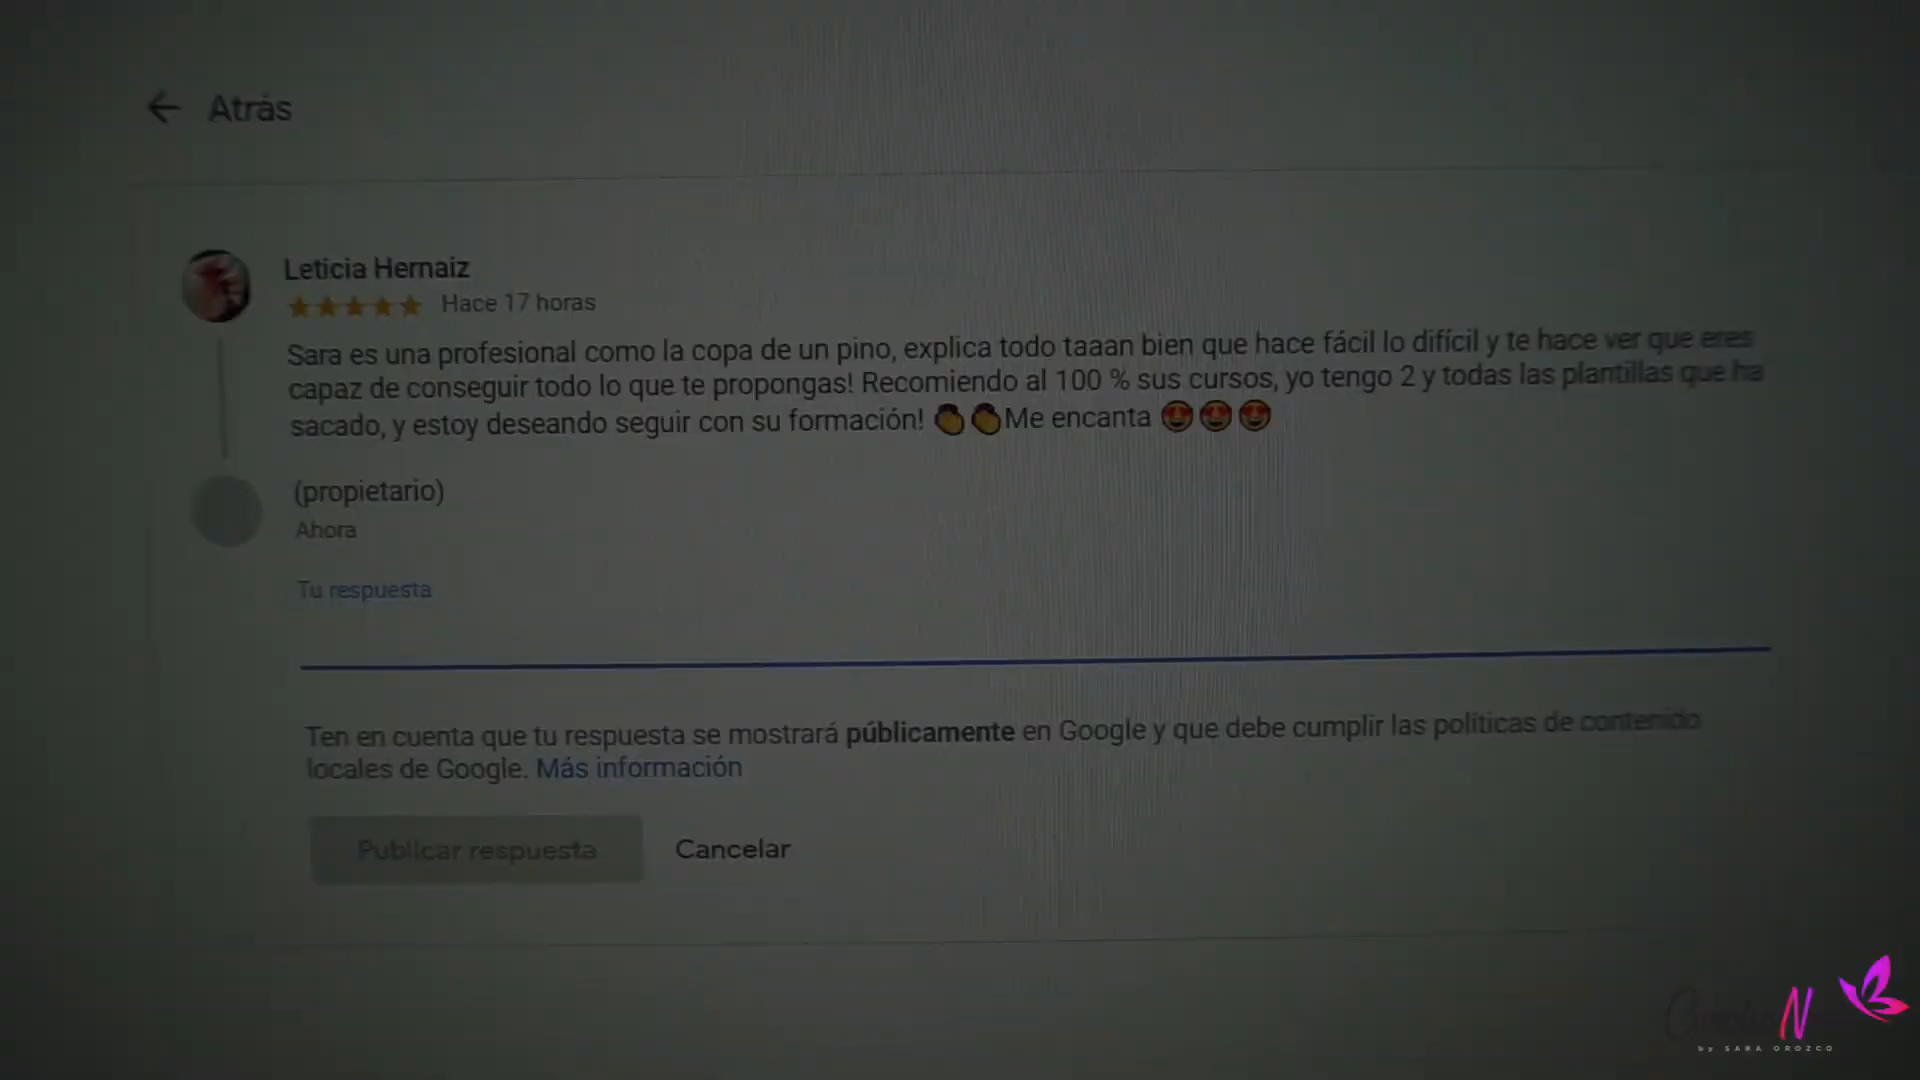 Atrás
Leticia Hernaiz
Hace 17 horas
Sara es una profesional como la copa de un pino, explica todo taaan bien que hace fácil lo difícil y te hace ver que eres
capaz de conseguir todo lo que te propongas! Recomiendo al 100 % sus cursos, yo tengo 2 y todas las plantillas que ha
sacado, y estoy deseando seguir con su formación! 👏👏Me encanta 😍😍😍
(propietario)
Ahora
Tu respuesta
Ten en cuenta que tu respuesta se mostrará públicamente en Google y que debe cumplir las políticas de contenido
locales de Google. Más información
Publicar respuesta
Cancelar
by SARA OROZCO